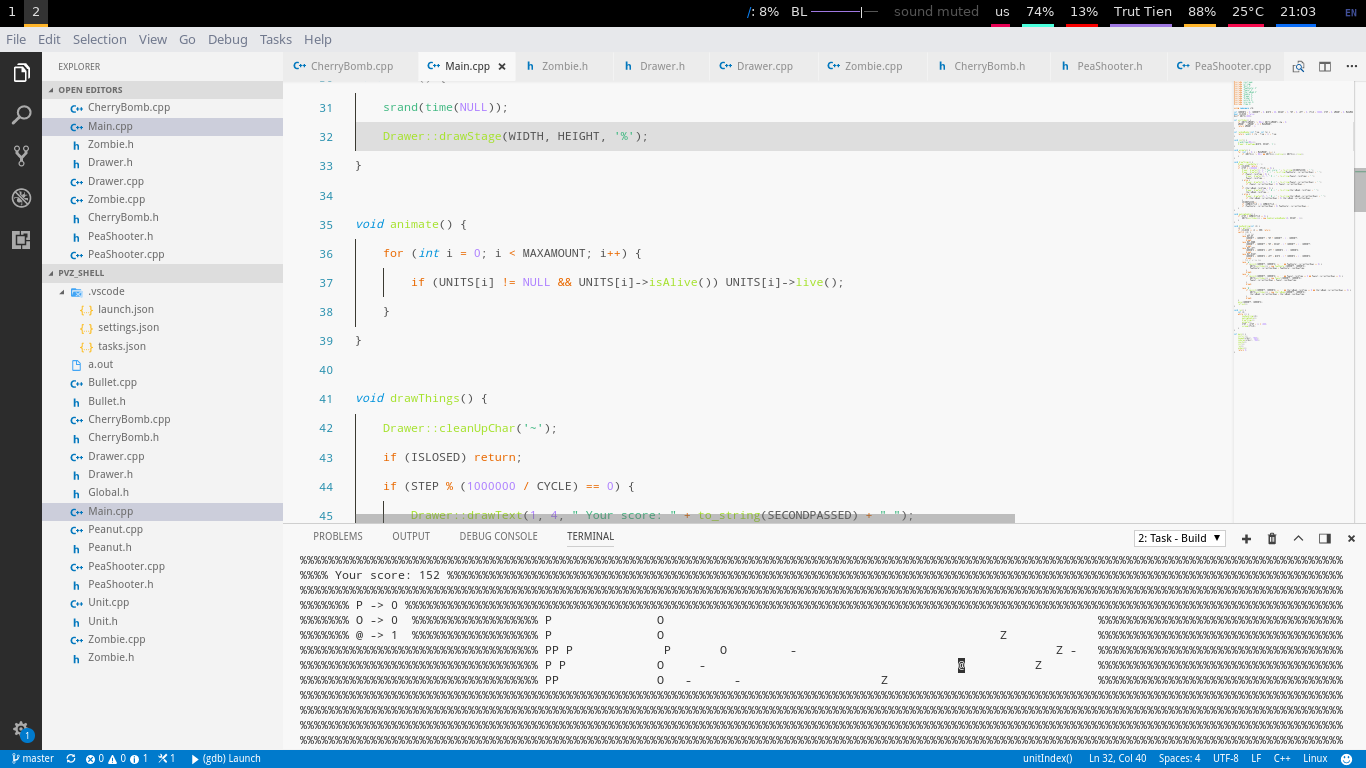 1 2 /: 8% BL sound muted us 74% 13% Trut Tien 88% 25°C 21:03 EN
File Edit Selection View Go Debug Tasks Help
EXPLORER
OPEN EDITORS
CherryBomb.cpp
Main.cpp
Zombie.h
Drawer.h
Drawer.cpp
Zombie.cpp
CherryBomb.h
PeaShooter.h
PeaShooter.cpp
PVZ_SHELL
.vscode
launch.json
settings.json
tasks.json
a.out
Bullet.cpp
Bullet.h
CherryBomb.cpp
CherryBomb.h
Drawer.cpp
Drawer.h
Global.h
Main.cpp
Peanut.cpp
Peanut.h
PeaShooter.cpp
PeaShooter.h
Unit.cpp
Unit.h
Zombie.cpp
Zombie.h
CherryBomb.cpp Main.cpp Zombie.h Drawer.h Drawer.cpp Zombie.cpp CherryBomb.h PeaShooter.h PeaShooter.cpp
31 srand(time(NULL));
32 Drawer::drawStage(WIDTH, HEIGHT, '%');
33 }
34
35 void animate() {
36 for (int i = 0; i < MAXAMOUNT; i++) {
37 if (UNITS[i] != NULL && UNITS[i]->isAlive()) UNITS[i]->live();
38 }
39 }
40
41 void drawThings() {
42 Drawer::cleanUpChar('~');
43 if (ISLOSED) return;
44 if (STEP % (1000000 / CYCLE) == 0) {
45 Drawer::drawText(1, 4, " Your score: " + to_string(SECONDPASSED) + " ");
PROBLEMS OUTPUT DEBUG CONSOLE TERMINAL 2: Task - Build
%%%% Your score: 152 %%%%
%%%%%%% P -> 0 %%%%
%%%%%%% O -> 0 %%%% P O %%%%
%%%%%%% @ -> 1 %%%% P O Z %%%%
%%%% PP P P O - Z - %%%%
%%%% P P O - @ Z %%%%
%%%% PP O - - Z %%%%
1
master 0 0 1 1 (gdb) Launch unitIndex() Ln 32, Col 40 Spaces: 4 UTF-8 LF C++ Linux